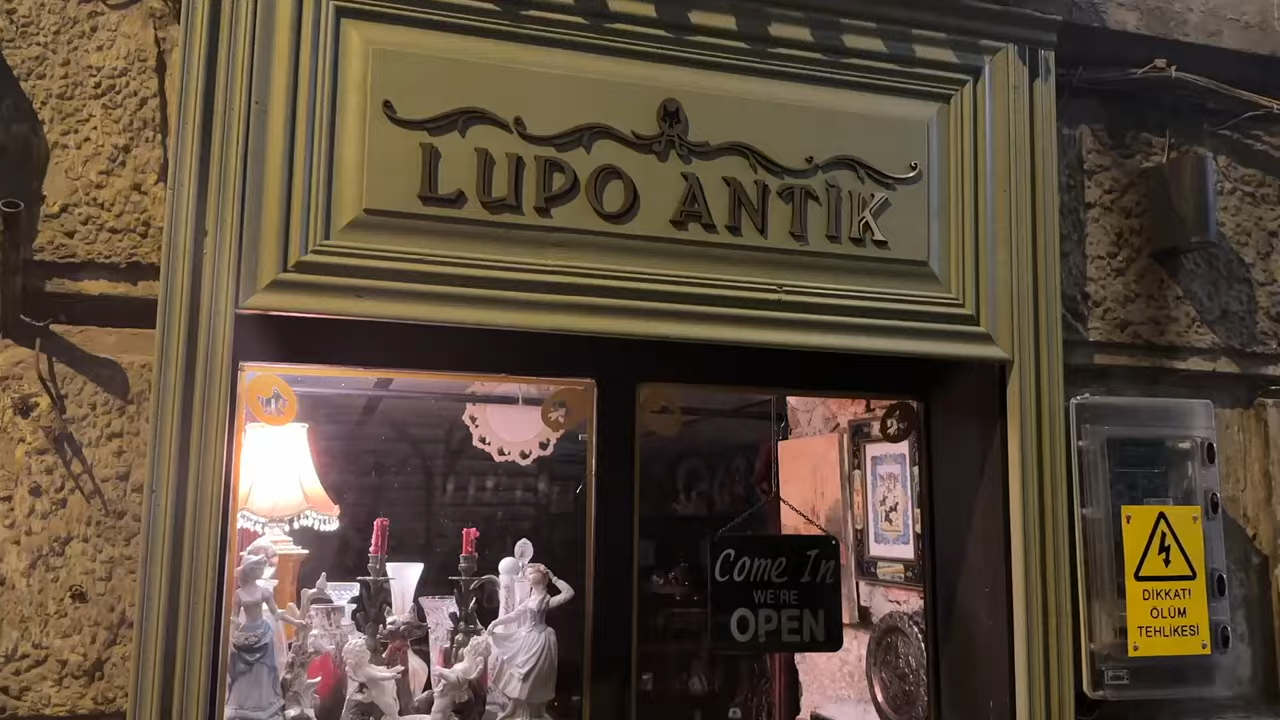 LUPO ANTİK
Come In
WE'RE
OPEN
DİKKAT!
ÖLÜM
TEHLİKESİ